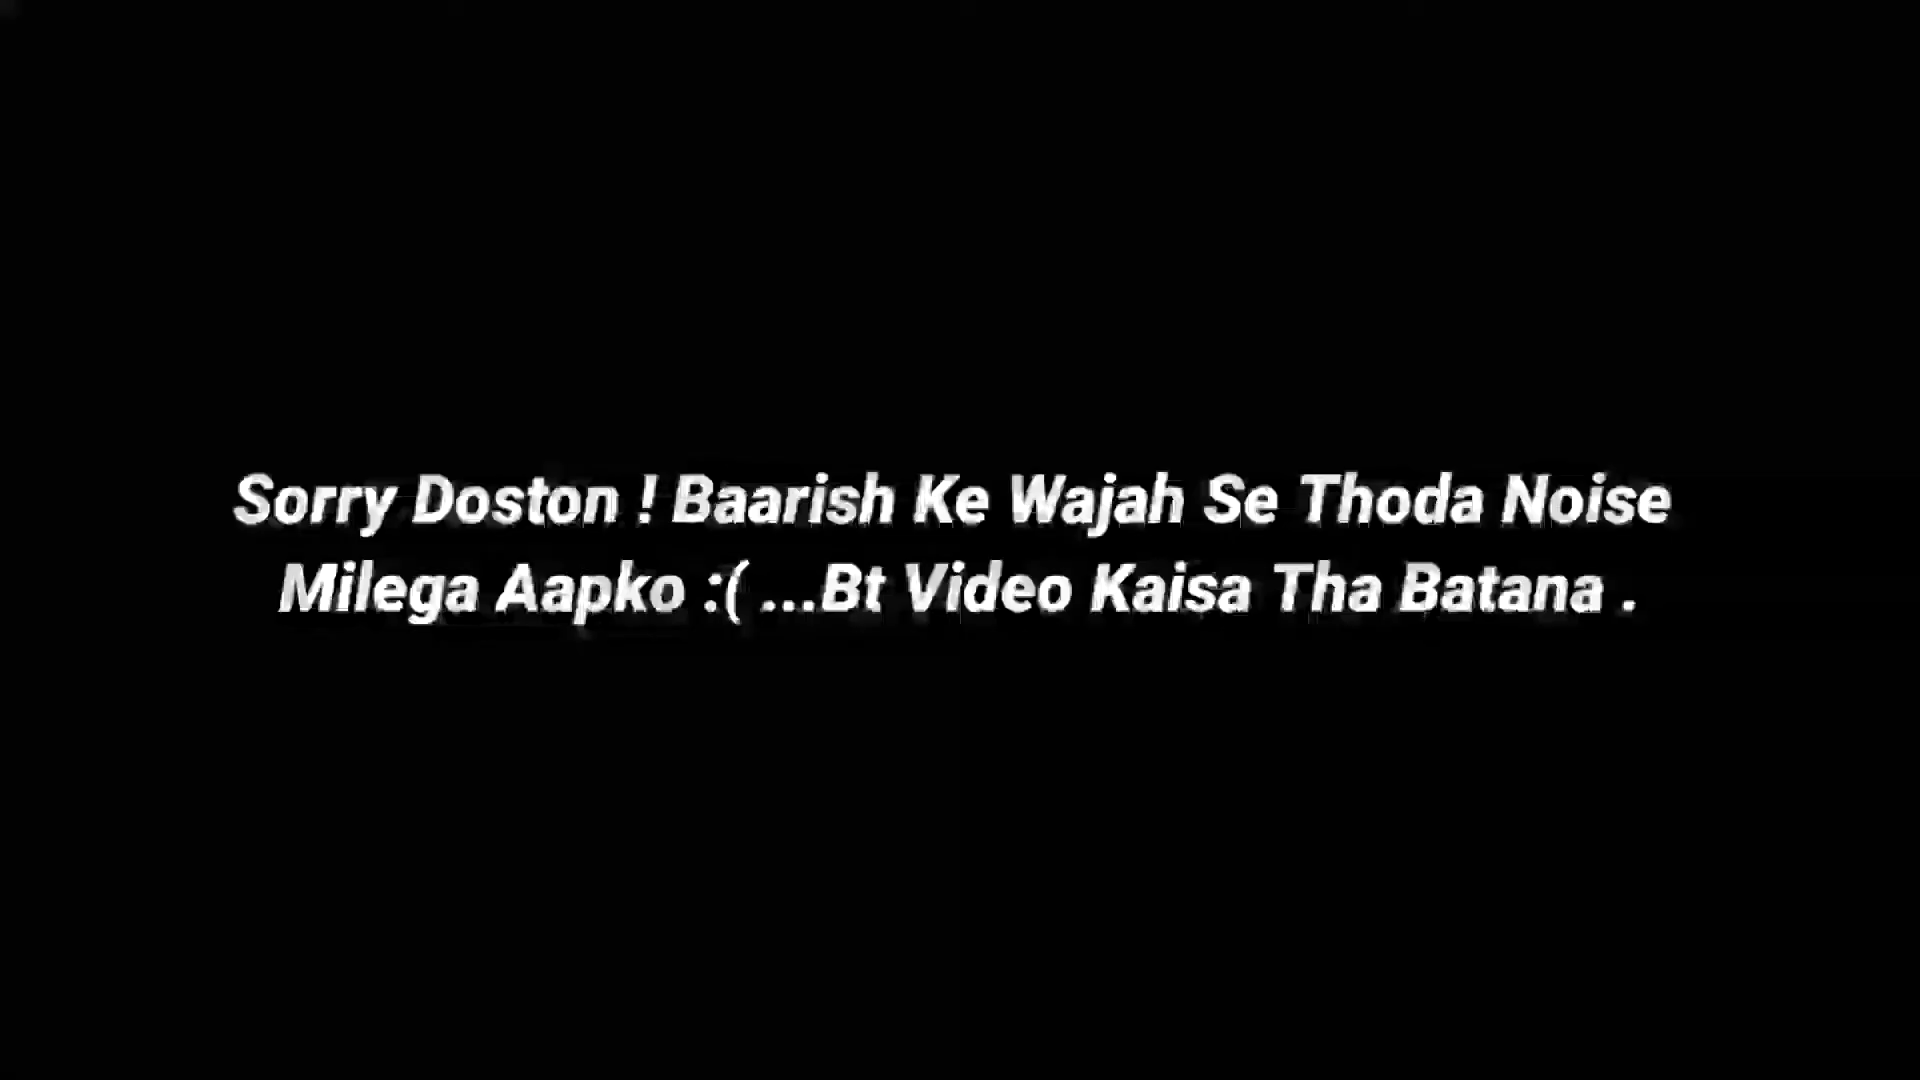 Sorry Doston ! Baarish Ke Wajah Se Thoda Noise
Milega Aapko :( ...Bt Video Kaisa Tha Batana .